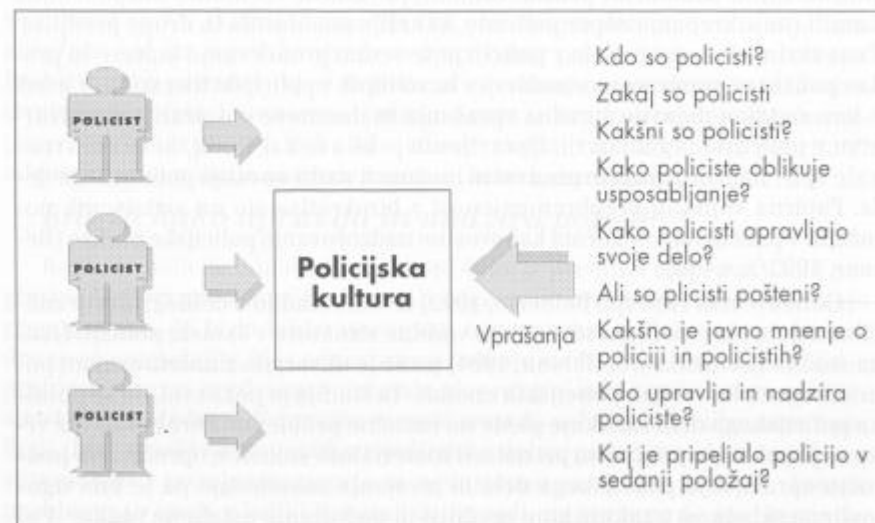 POLICIST
POLICIST
POLICIST
Policijska
kultura
Vprašanja
Kdo so policisti?
Zakaj so policisti
Kakšni so policisti?
Kako policiste oblikuje
usposabljanje?
Kako policisti opravljajo
svoje delo?
Ali so plicisti pošteni?
Kakšno je javno mnenje o
policiji in policistih?
Kdo upravlja in nadzira
policiste?
Kaj je pripeljalo policijo v
sedanji položaj?